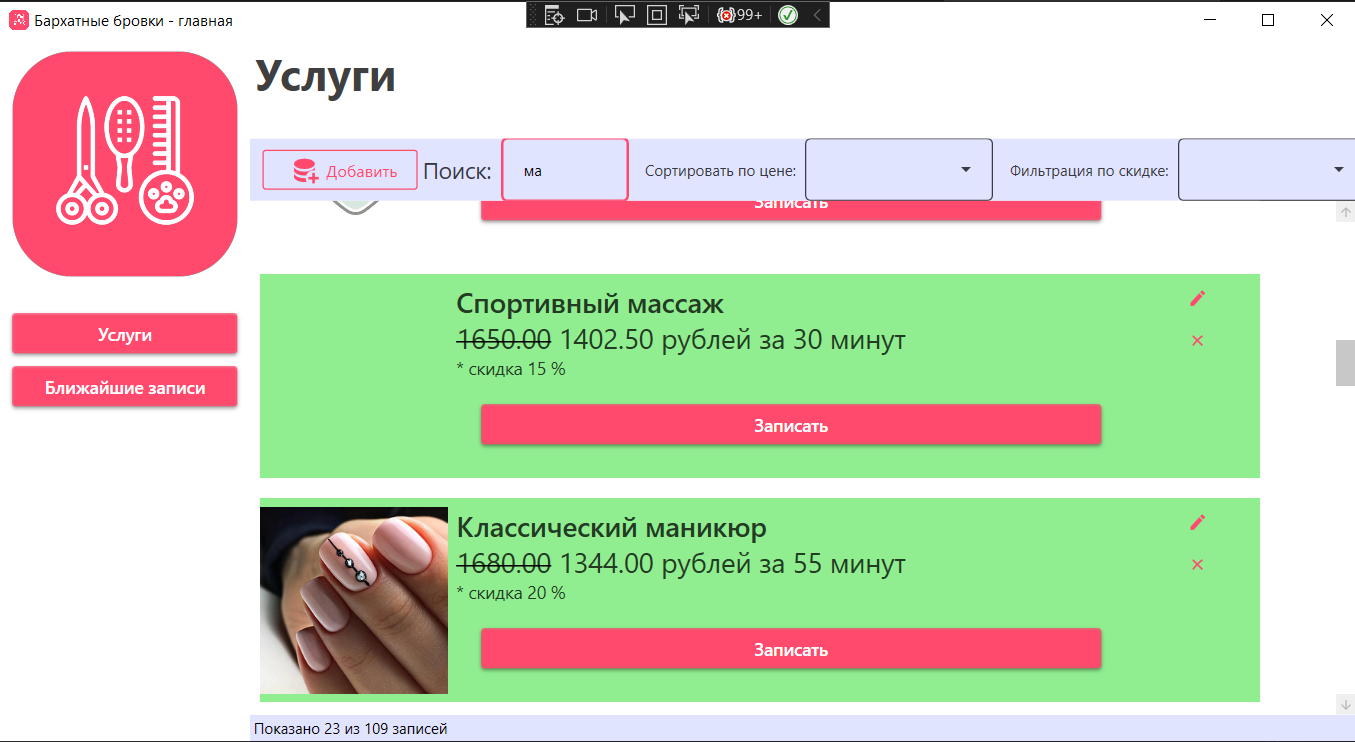 Бархатные бровки - главная
99+
Услуги
Добавить
Поиск:
ма
Сортировать по цене:
Фильтрация по скидке:
Записать
Услуги
Ближайшие записи
Спортивный массаж
1650.00 1402.50 рублей за 30 минут
* скидка 15 %
Записать
Классический маникюр
1680.00 1344.00 рублей за 55 минут
* скидка 20 %
Записать
Показано 23 из 109 записей